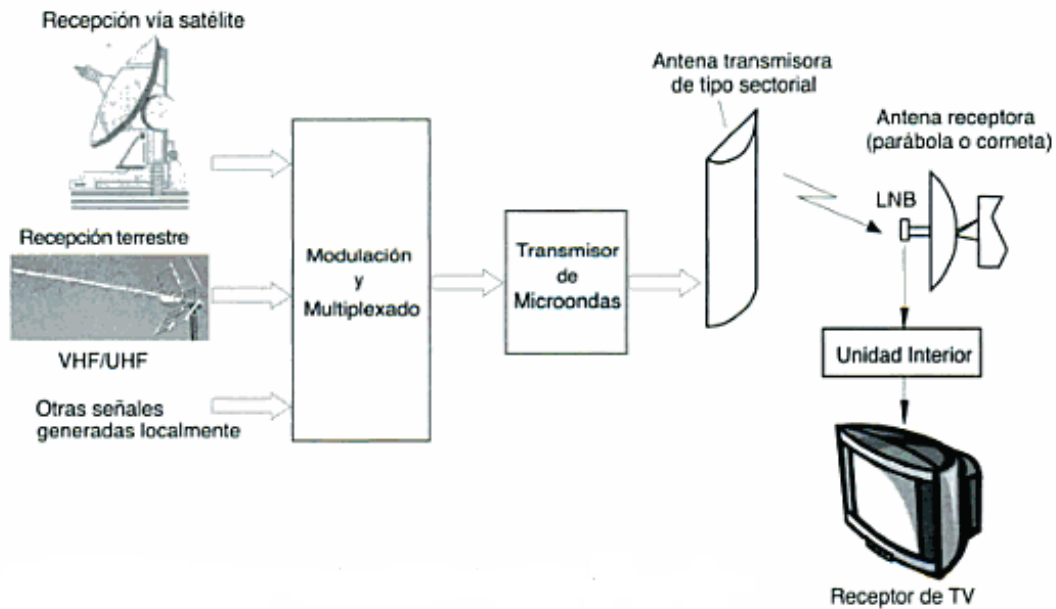 Recepción vía satélite
Recepción terrestre
VHF/UHF
Otras señales
generadas localmente
Modulación
y
Multiplexado
Transmisor
de
Microondas
Antena transmisora
de tipo sectorial
Antena receptora
(parábola o corneta)
LNB
Unidad Interior
Receptor de TV